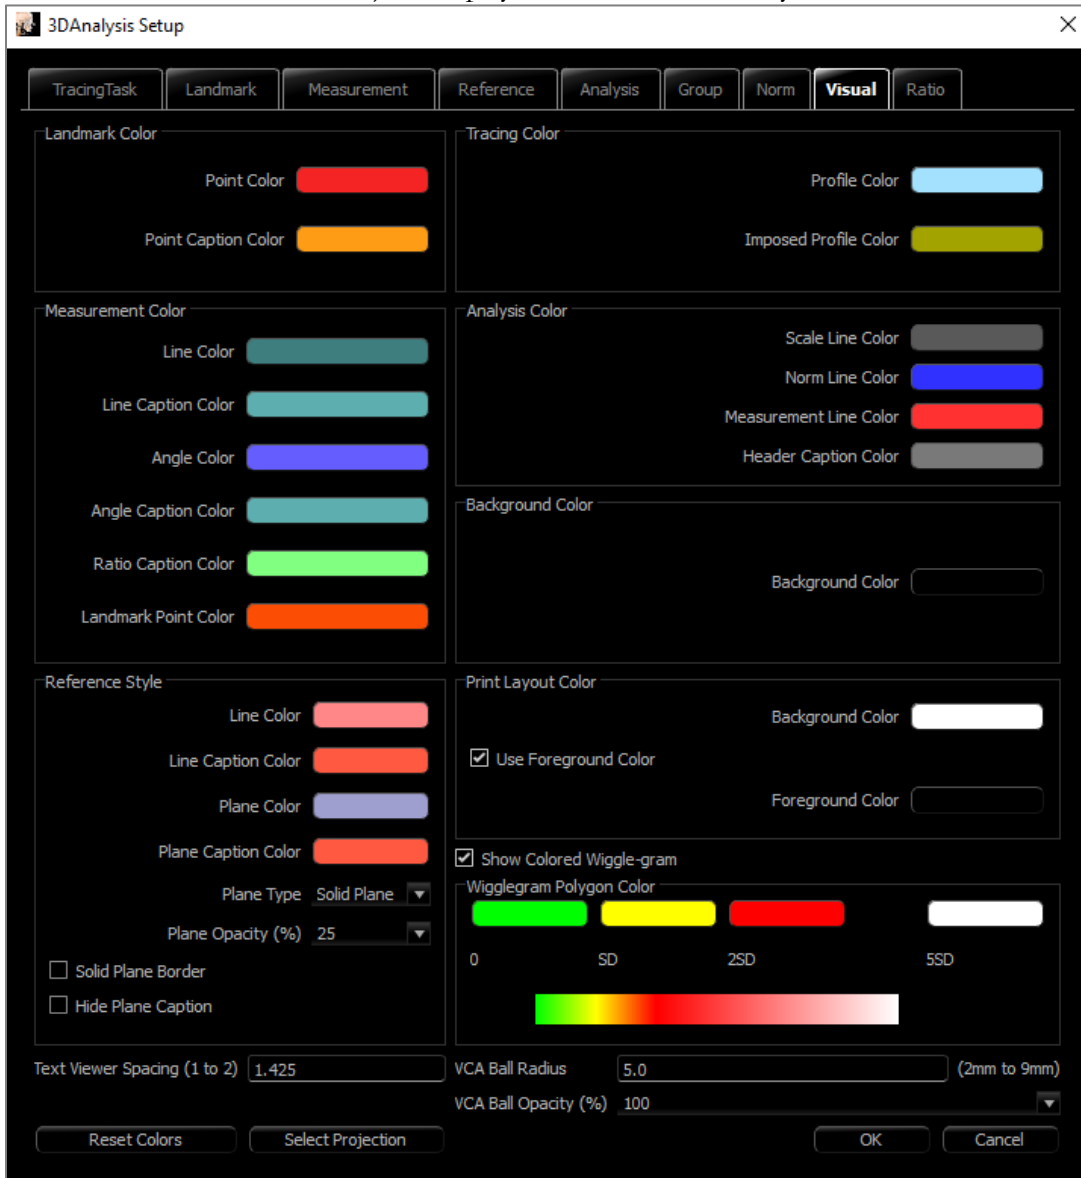 3DAnalysis Setup
TracingTask Landmark Measurement Reference Analysis Group Norm Visual Ratio
Landmark Color
Point Color
Point Caption Color
Tracing Color
Profile Color
Imposed Profile Color
Measurement Color
Line Color
Line Caption Color
Angle Color
Angle Caption Color
Ratio Caption Color
Landmark Point Color
Analysis Color
Scale Line Color
Norm Line Color
Measurement Line Color
Header Caption Color
Background Color
Background Color
Reference Style
Line Color
Line Caption Color
Plane Color
Plane Caption Color
Plane Type Solid Plane
Plane Opacity (%) 25
Solid Plane Border
Hide Plane Caption
Print Layout Color
Background Color
Use Foreground Color
Foreground Color
Show Colored Wiggle-gram
Wigglegram Polygon Color
0 SD 2SD 5SD
Text Viewer Spacing (1 to 2) 1.425
VCA Ball Radius 5.0 (2mm to 9mm)
VCA Ball Opacity (%) 100
Reset Colors Select Projection OK Cancel